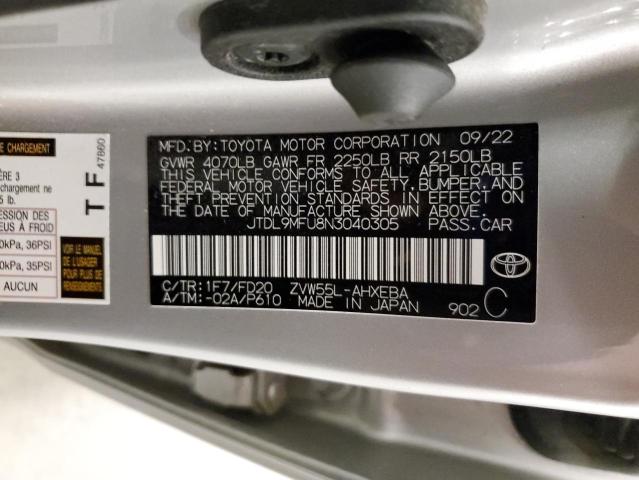 MFD.BY:TOYOTA MOTOR CORPORATION 09/22
GVWR 4070LB GAWR FR 2250LB RR 2150LB
THIS VEHICLE CONFORMS TO ALL APPLICABLE
FEDERAL MOTOR VEHICLE SAFETY,BUMPER,AND
THEFT PREVENTION STANDARDS IN EFFECT ON
THE DATE OF MANUFACTURE SHOWN ABOVE.
JTDL9MFU8N3040305 PASS.CAR
C/TR:1F7/FD20 ZVW55L-AHXEBA
A/TM:-02A/P610 MADE IN JAPAN
902 C
TOYOTA
E CHARGEMENT
TF 47860
ÈRE 3
chargement ne
5 lb.
ESSION DES
EUS À FROID
0kPa, 36PSI
0kPa, 35PSI
AUCUN
VOIR LE MANUEL
DE L'USAGER
POUR PLUS DE
RENSEIGNEMENTS